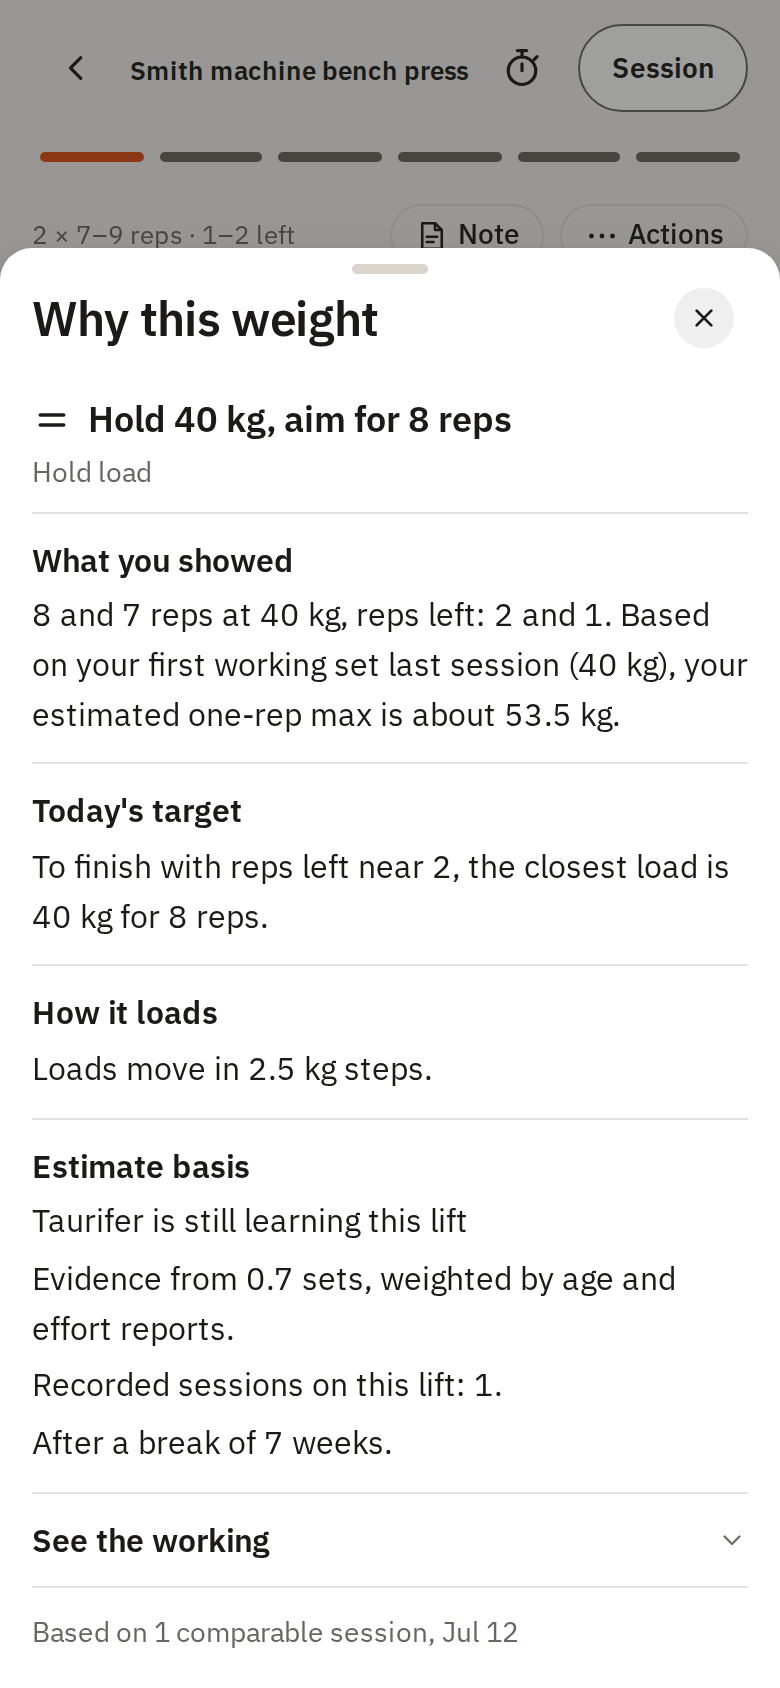 Smith machine bench press
Session
2 × 7–9 reps · 1–2 left
Note
Actions
Why this weight
Hold 40 kg, aim for 8 reps
Hold load
What you showed
8 and 7 reps at 40 kg, reps left: 2 and 1. Based
on your first working set last session (40 kg), your
estimated one-rep max is about 53.5 kg.
Today's target
To finish with reps left near 2, the closest load is
40 kg for 8 reps.
How it loads
Loads move in 2.5 kg steps.
Estimate basis
Taurifer is still learning this lift
Evidence from 0.7 sets, weighted by age and
effort reports.
Recorded sessions on this lift: 1.
After a break of 7 weeks.
See the working
Based on 1 comparable session, Jul 12